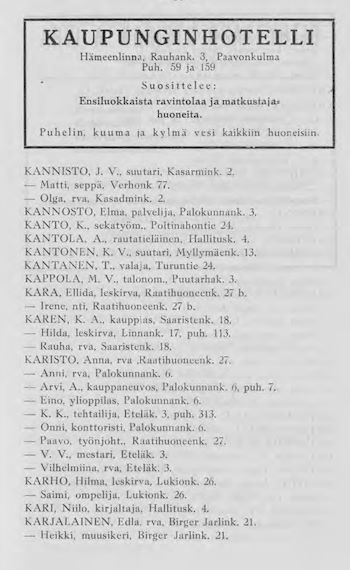 KAUPUNGINHOTELLI
Hämeenlinna, Rauhank. 3, Paavonkulma
Puh. 59 ja 159
Suosittelee:
Ensiluokkaista ravintolaa ja matkustaja-
huoneita.
Puhelin, kuuma ja kylmä vesi kaikkiin huoneisiin.
KANNISTO, J. V., suutari, Kasarmink. 2.
— Matti, seppä, Verhonk 77.
— Olga, rva, Kasadmink. 2.
KANNOSTO, Elma, palvelija, Palokunnank. 3.
KANTO, K., sekatyöm., Poltinahontie 24.
KANTOLA, A., rautatieläinen, Hallitusk. 4.
KANTONEN, K. V., suutari, Myllymäenk. 13.
KANTANEN, T., valaja, Turuntie 24.
KAPPOLA, M. V., talonom., Puutarhak. 3.
KARA, Ellida, leskirva, Raatihuoneenk. 27 b.
— Irene, nti, Raatihuoneenk. 27 b.
KAREN, K. A., kauppias, Saaristenk. 18.
— Hilda, leskirva, Linnank. 17, puh. 113.
— Rauha, rva, Saaristenk. 18.
KARISTO, Anna, rva ,Raatihuoneenk. 27.
— Anni, rva, Palokunnank. 6.
— Arvi, A., kauppaneuvos, Palokunnank. 6, puh. 7.
— Eino, ylioppilas, Palokunnank. 6.
— K. K., tehtailija, Eteläk. 3, puh. 313.
— Onni, konttoristi, Palokunnank. 6.
— Paavo, työnjoht., Raatihuoneenk. 27.
— V. V., mestari, Eteläk. 3.
— Vilhelmiina, rva, Eteläk. 3.
KARHO, Hilma, leskirva, Lukionk. 26.
— Saimi, ompelija, Lukionk. 26.
KARI, Niilo, kirjaltaja, Hallitusk. 4.
KARJALAINEN, Edla, rva, Birger Jarlink. 21.
— Heikki, muusikeri, Birger Jarlink. 21.